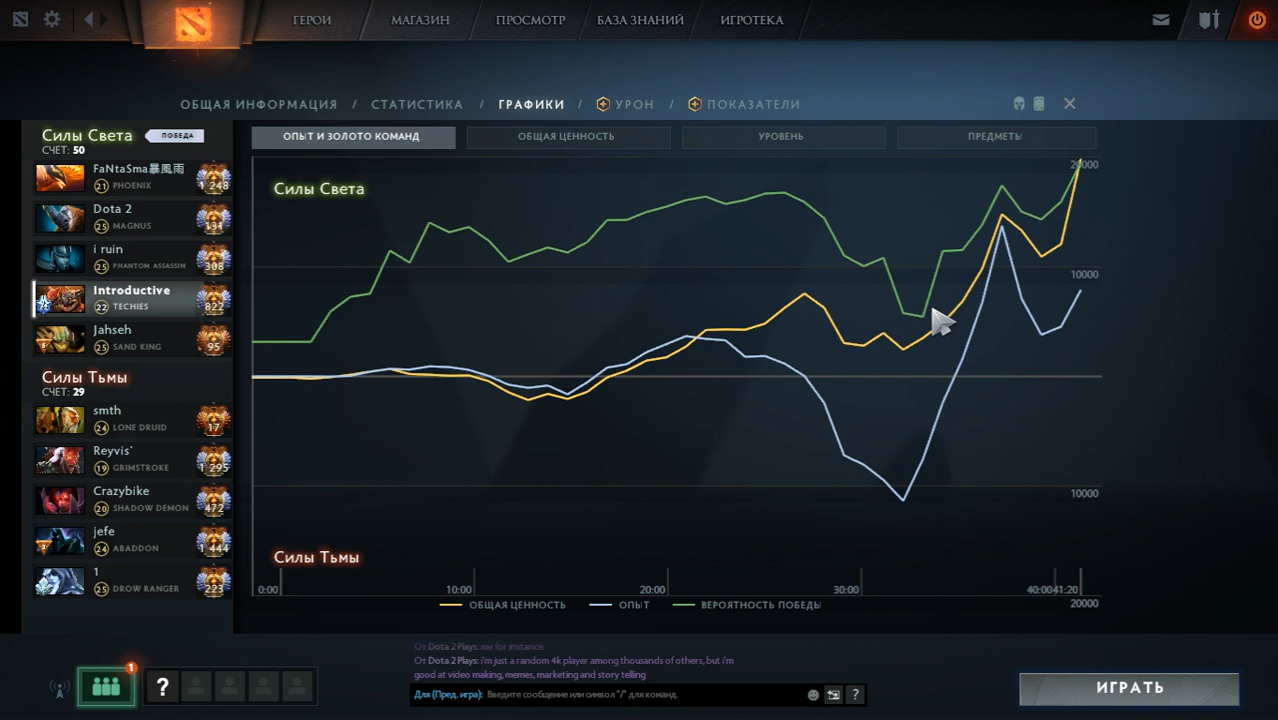 ГЕРОИ
МАГАЗИН
ПРОСМОТР
БАЗА ЗНАНИЙ
ИГРОТЕКА
ОБЩАЯ ИНФОРМАЦИЯ / СТАТИСТИКА / ГРАФИКИ / УРОН / ПОКАЗАТЕЛИ
Силы Света
ПОБЕДА
СЧЕТ: 50
FaNtaSma暴風雨
21 PHOENIX
1 248
Dota 2
25 MAGNUS
131
i ruin
25 PHANTOM ASSASSIN
308
Introductive
22 TECHIES
822
Jahseh
25 SAND KING
95
Силы Тьмы
СЧЕТ: 29
smth
24 LONE DRUID
17
Reyvis`
19 GRIMSTROKE
1 295
Crazybike
20 SHADOW DEMON
472
jefe
24 ABADDON
1 444
1
25 DROW RANGER
223
ОПЫТ И ЗОЛОТО КОМАНД
ОБЩАЯ ЦЕННОСТЬ
УРОВЕНЬ
ПРЕДМЕТЫ
Силы Света
20000
10000
10000
Силы Тьмы
0:00
10:00
20:00
30:00
40:00
41:20
20000
ОБЩАЯ ЦЕННОСТЬ
ОПЫТ
ВЕРОЯТНОСТЬ ПОБЕДЫ
От Dota 2 Plays: me for instance
От Dota 2 Plays: i'm just a random 4k player among thousands of others, but i'm
good at video making, memes, marketing and story telling
Для (Пред. игра): Введите сообщение или символ "/" для команд.
?
1
?
ИГРАТЬ